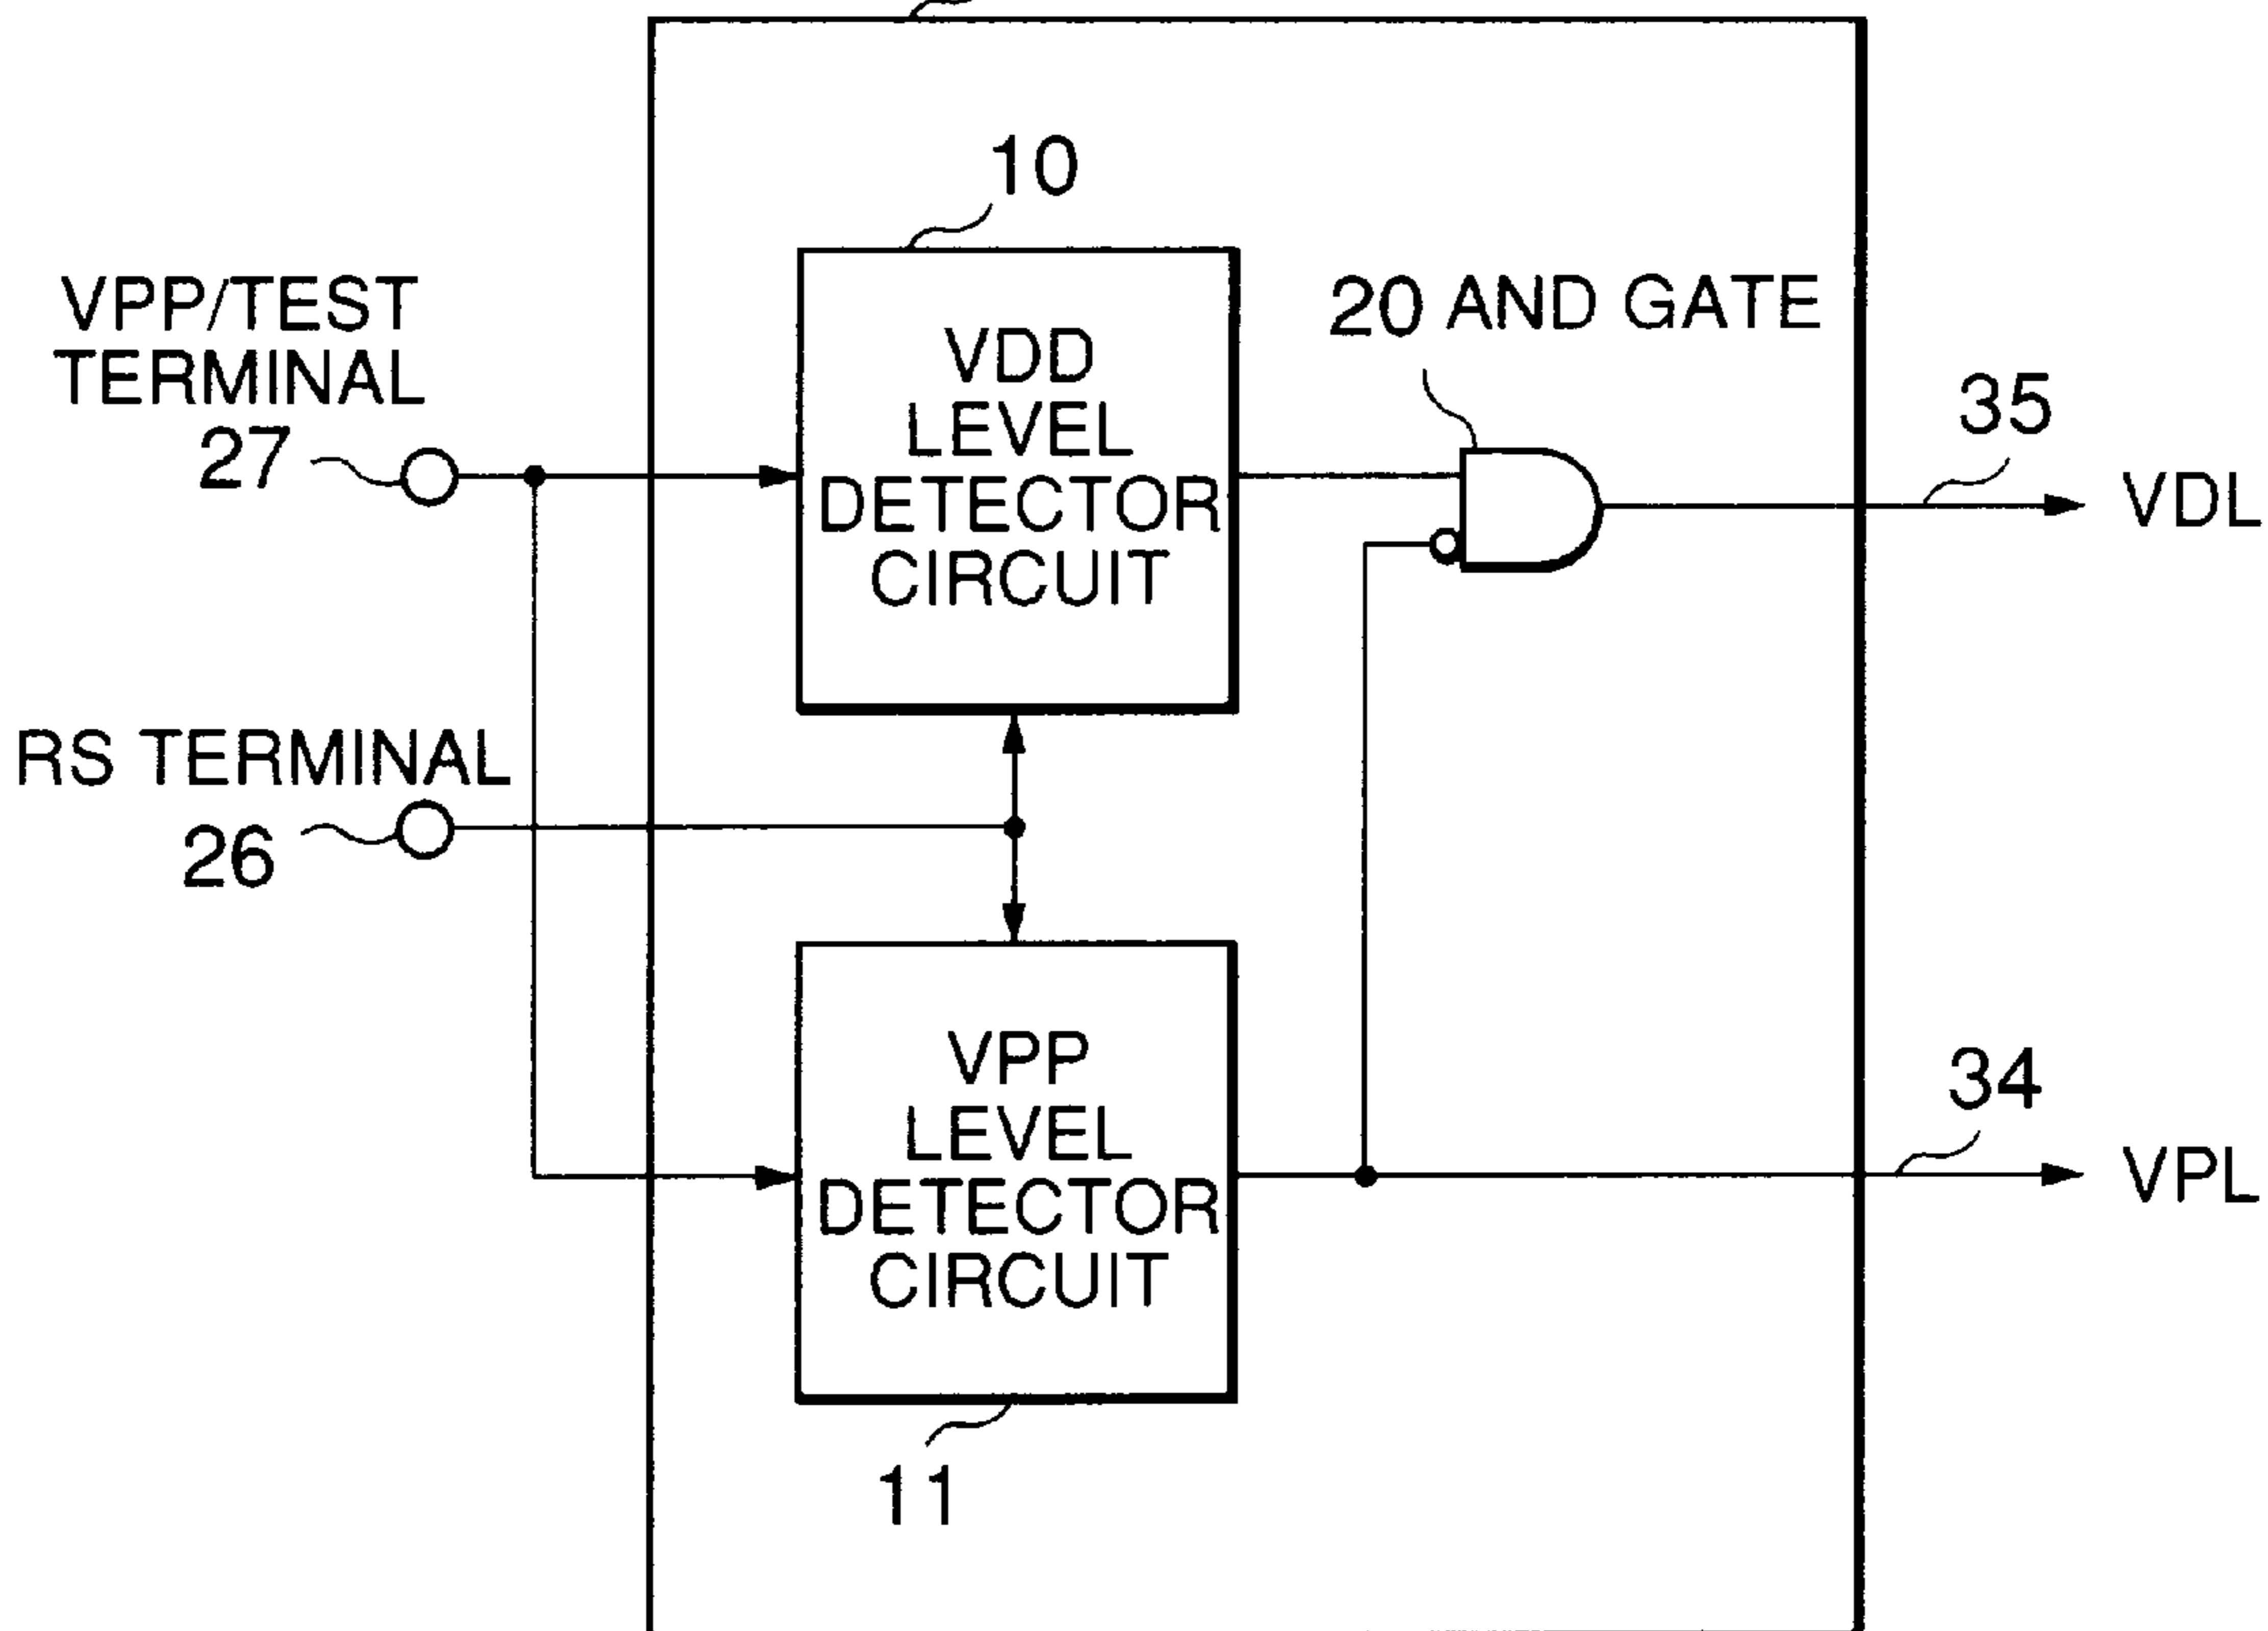 10
VPP/TEST
TERMINAL
27
VDD
LEVEL
DETECTOR
CIRCUIT
20 AND GATE
35
VDL
RS TERMINAL
26
VPP
LEVEL
DETECTOR
CIRCUIT
34
VPL
11